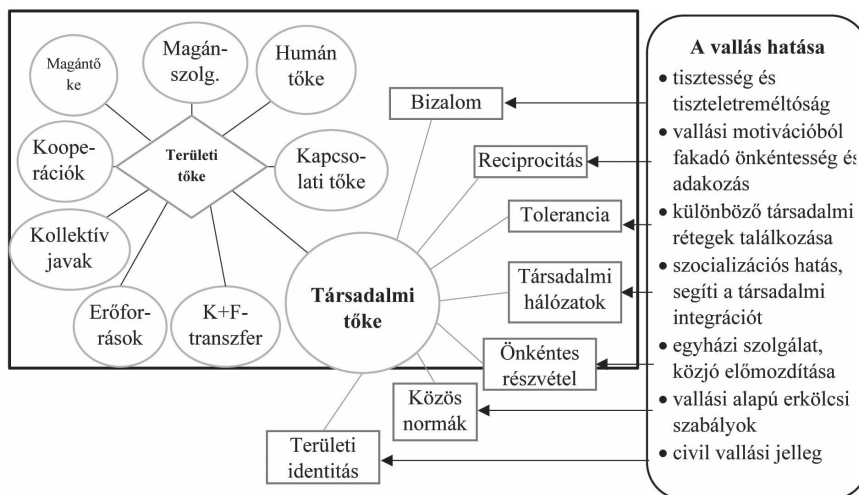 Magántő
ke
Magán-
szolg.
Humán
tőke
Koope-
rációk
Területi
tőke
Kapcso-
lati tőke
Kollektív
javak
Erőfor-
rások
K+F-
transzfer
Társadalmi
tőke
Bizalom
Reciprocitás
Tolerancia
Társadalmi
hálózatok
Önkéntes
részvétel
Közös
normák
Területi
identitás
A vallás hatása
• tisztesség és
tiszteletreméltóság
• vallási motivációból
fakadó önkéntesség és
adakozás
• különböző társadalmi
rétegek találkozása
• szocializációs hatás,
segíti a társadalmi
integrációt
• egyházi szolgálat,
közjó előmozdítása
• vallási alapú erkölcsi
szabályok
• civil vallási jelleg